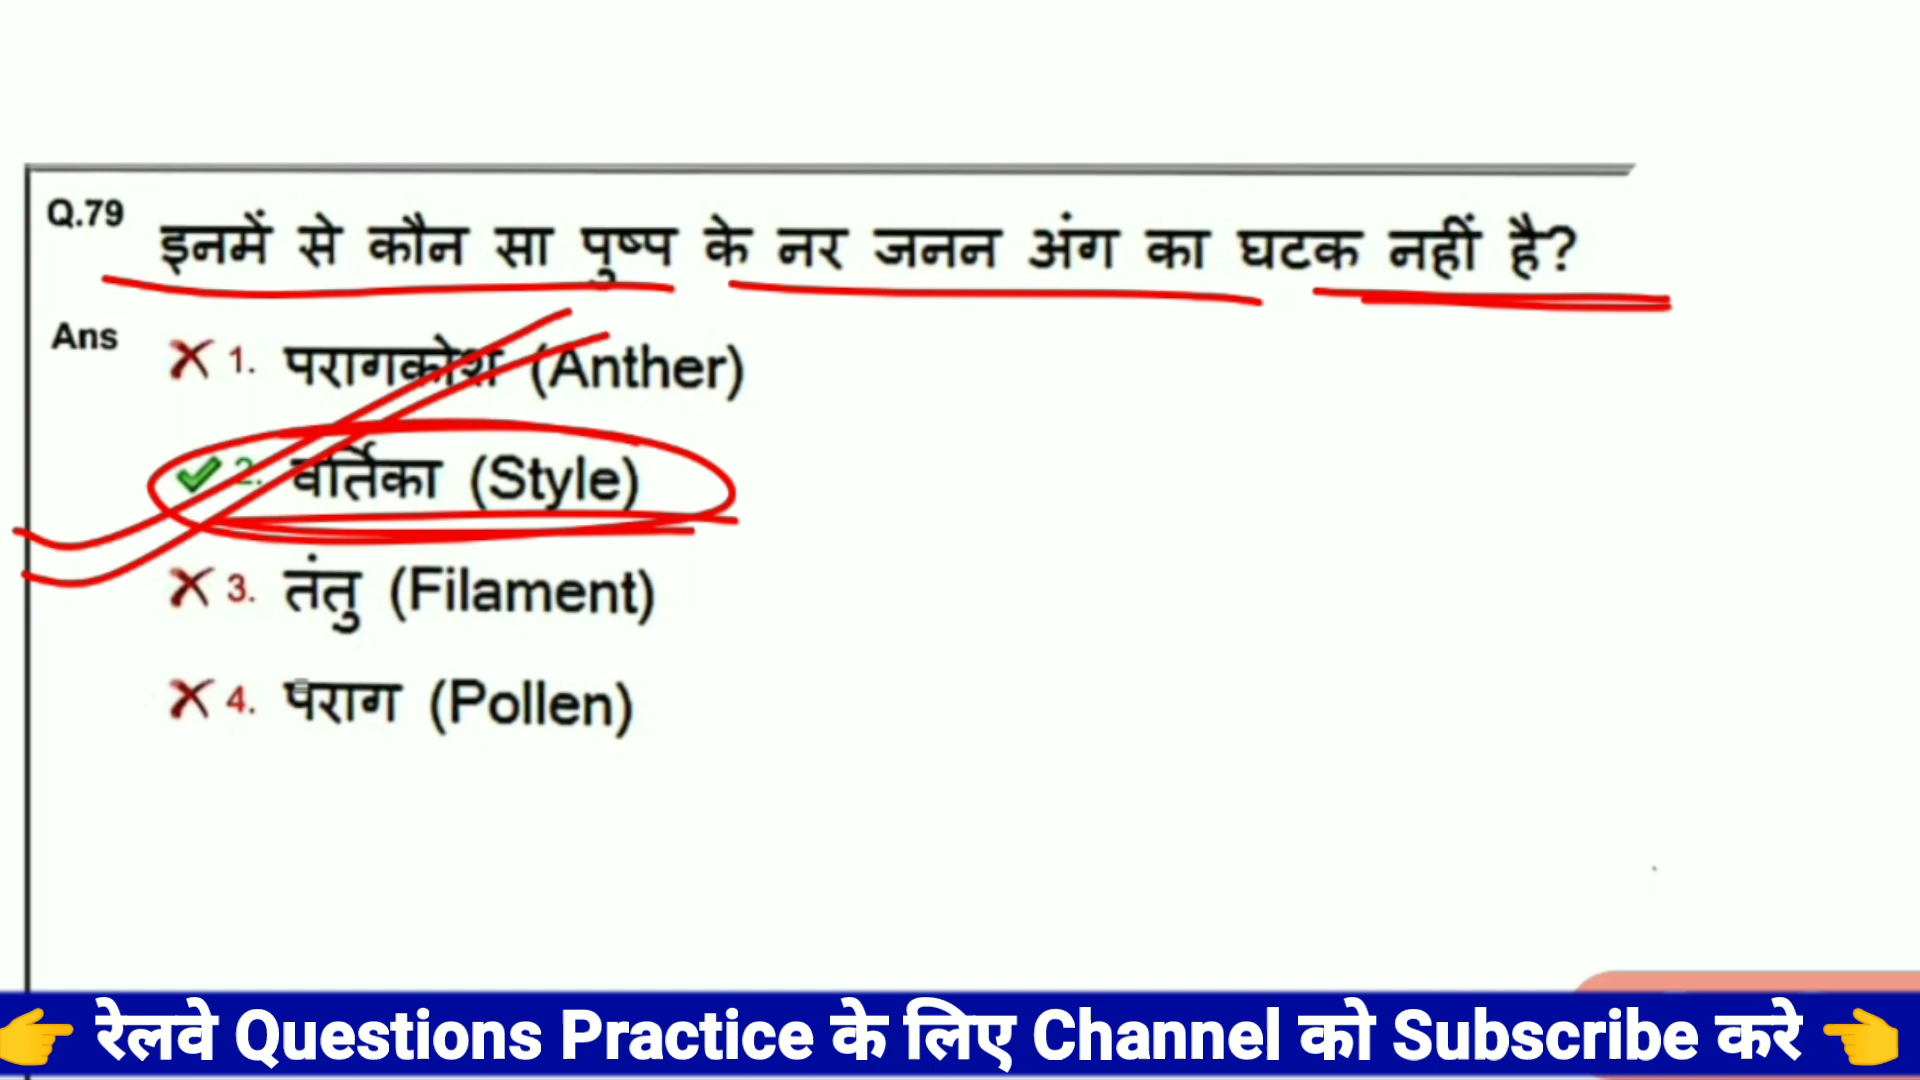 Q.79 इनमें से कौन सा पुष्प के नर जनन अंग का घटक नहीं है?
Ans 1. परागकोश (Anther)
2. वर्तिका (Style)
3. तंतु (Filament)
4. पराग (Pollen)
रेलवे Questions Practice के लिए Channel को Subscribe करे